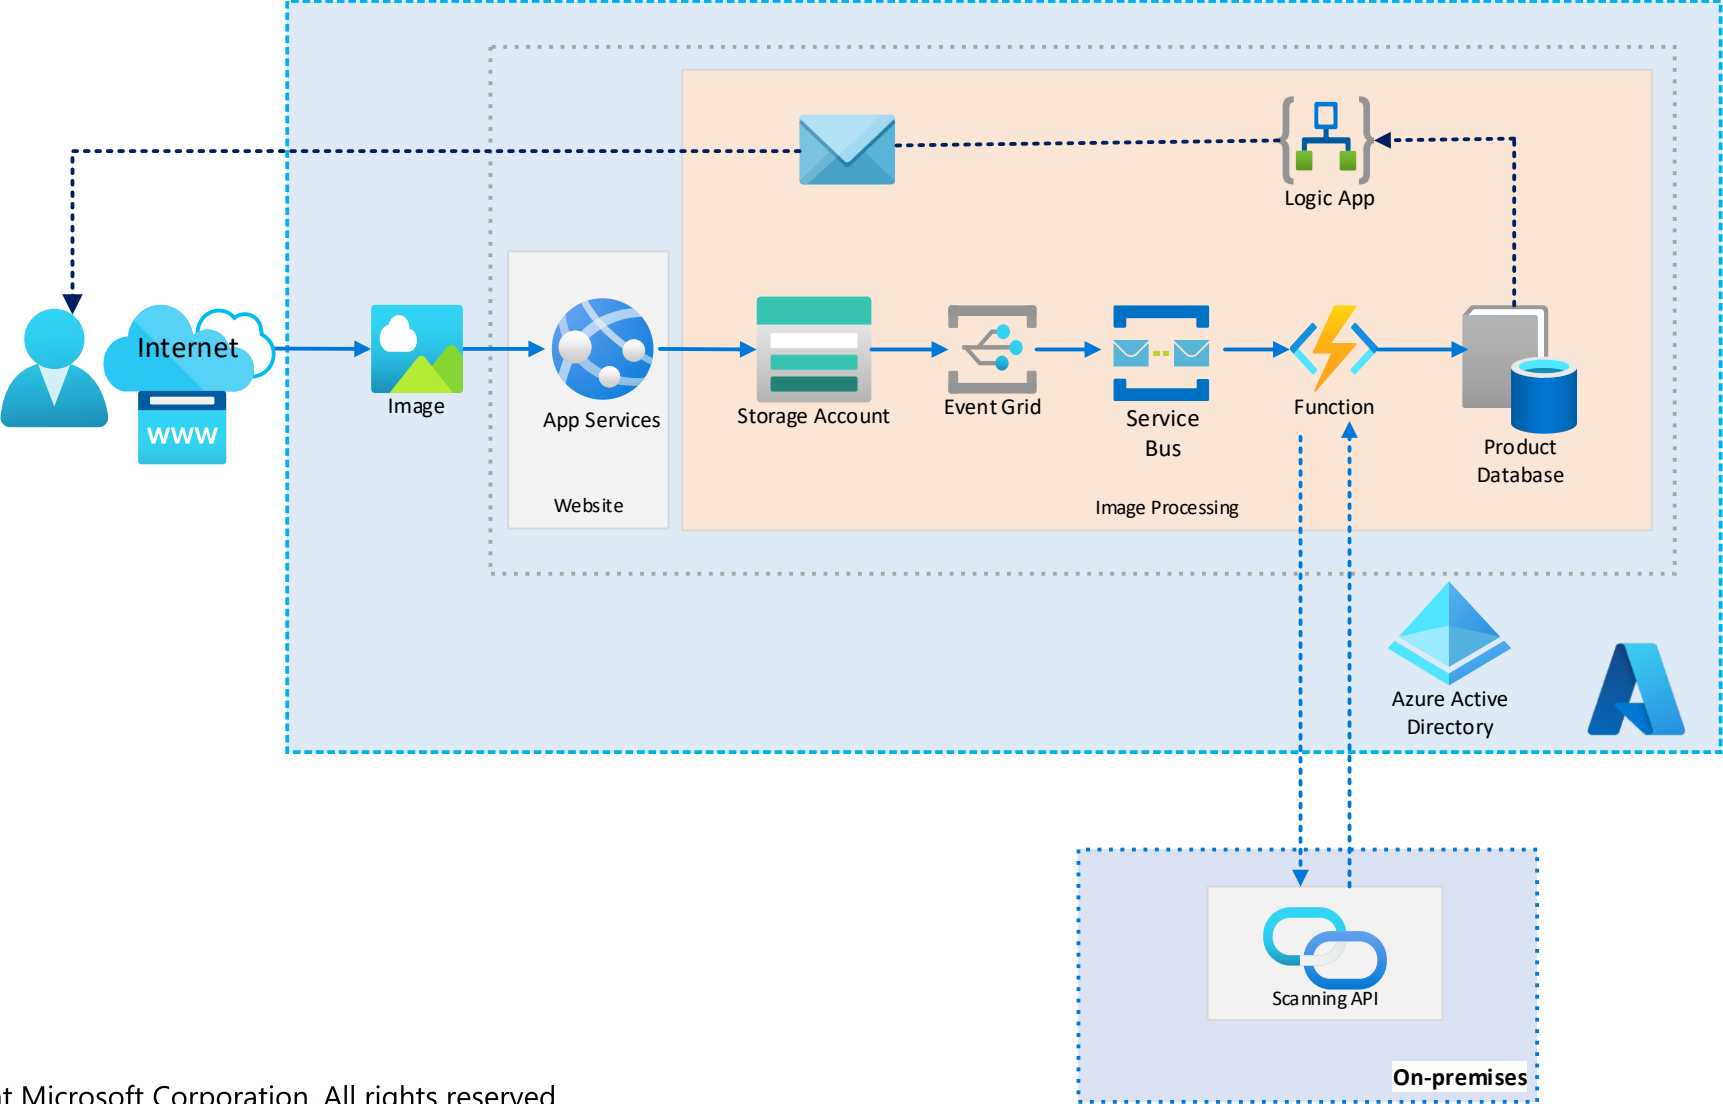 Logic App
Internet
www
Image
App Services
Storage Account
Event Grid
Service
Bus
Function
Product
Database
Website
Image Processing
Azure Active
Directory
Scanning API
On-premises
Microsoft Corporation. All rights reserved